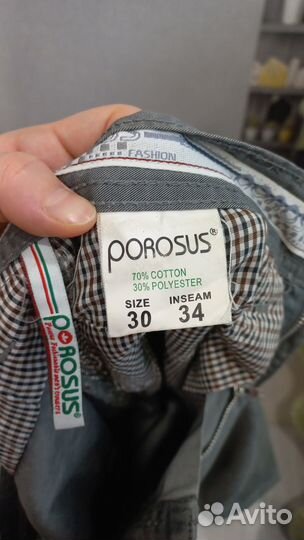 FASHION
POROSUS®
70% COTTON
30% POLYESTER
SIZE INSEAM
30 34
POROSUS®
Avito